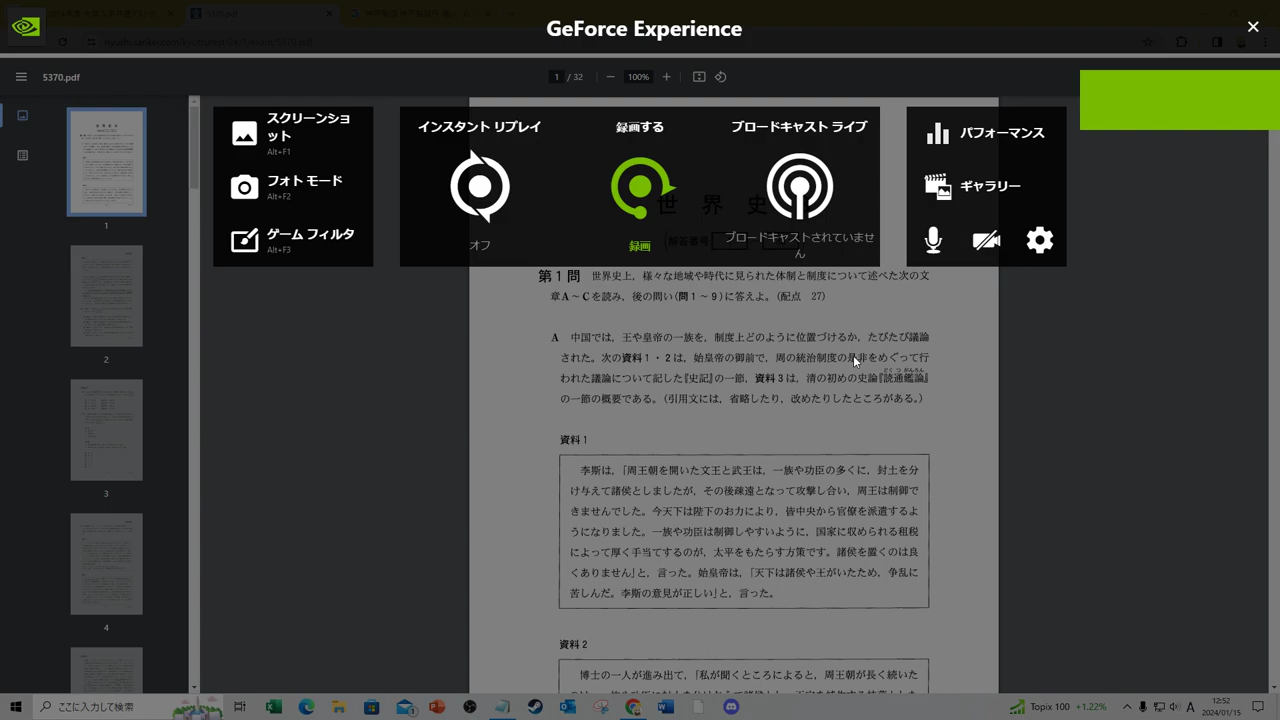 GeForce Experience
5370.pdf
1 / 32
100%
スクリーンショ
ット
Alt+F1
フォト モード
Alt+F2
ゲーム フィルタ
Alt+F3
インスタント リプレイ
オフ
録画する
録画
ブロードキャスト ライブ
ブロードキャストされていませ
ん
パフォーマンス
ギャラリー
1
2
3
4
世界史
(解答番号
第1問 世界史上,様々な地域や時代に見られた体制と制度について述べた次の文
章A~Cを読み,後の問い(問1~9)に答えよ。(配点 27)
A 中国では,王や皇帝の一族を,制度上どのように位置づけるか,たびたび議論
された。次の資料1・2は,始皇帝の御前で,周の統治制度の是非をめぐって行
われた議論について記した『史記』の一節,資料3は,清の初めの史論『読通鑑論』
の一節の概要である。(引用文には,省略したり,改めたりしたところがある。)
資料1
李斯は,「周王朝を開いた文王と武王は,一族や功臣の多くに,封土を分
け与えて諸侯としましたが,その後疎遠となって攻撃し合い,周王は制御で
きませんでした。今天下は陛下のお力により,皆中央から官僚を派遣するよ
うになりました。一族や功臣は制御しやすいように,国家に収められる租税
によって厚く手当てするのが,太平をもたらす方策です。諸侯を置くのは良
くありません」と,言った。始皇帝は,「天下は諸侯や王がいたため,争乱に
苦しんだ。李斯の意見が正しい」と,言った。
資料2
博士の一人が進み出て,「私が聞くところによると,周王朝が長く続いた
ここに入力して検索
Topix 100 +1.22%
A
12:52
2024/01/15